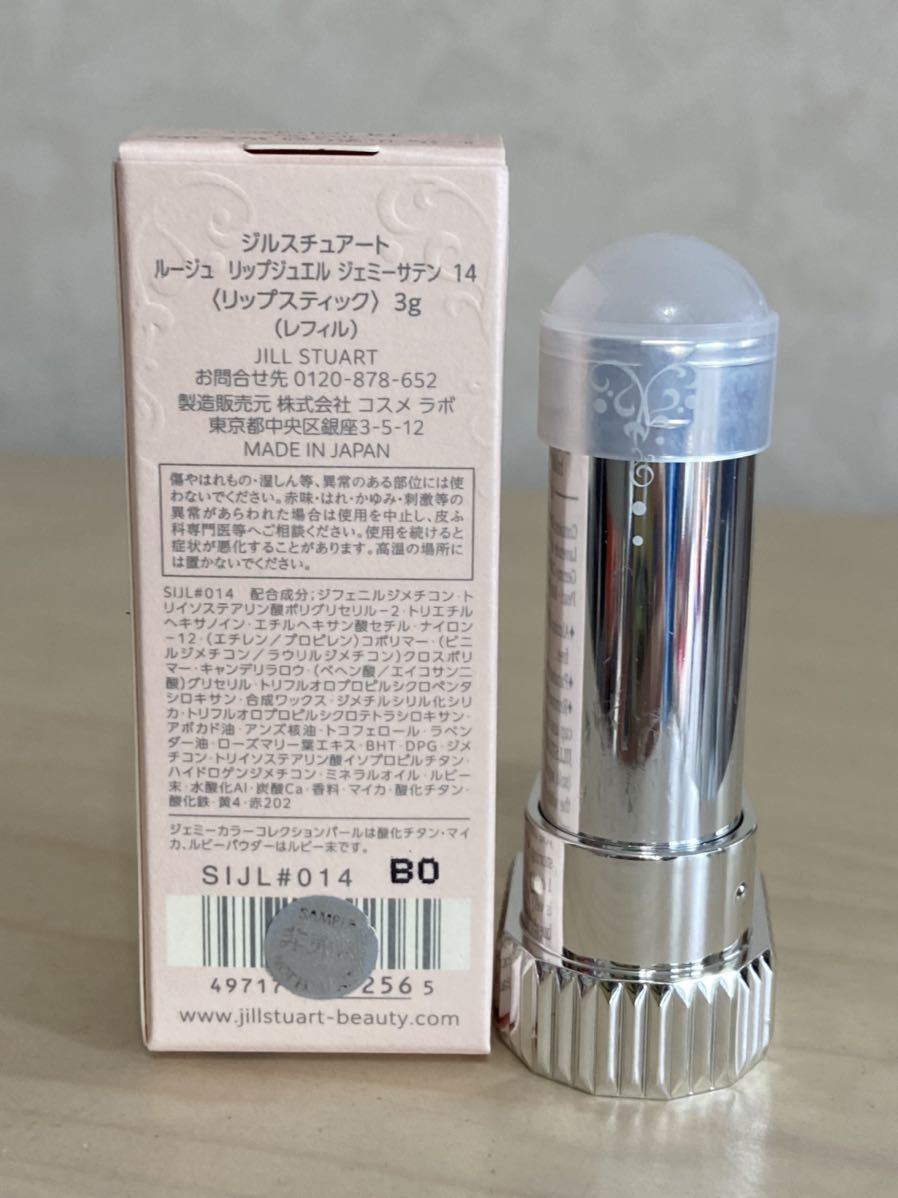 ジルスチュアート
ルージュ リップジュエル ジェミーサテン 14
〈リップスティック〉 3g
(レフィル)
JILL STUART
お問合せ先 0120-878-652
製造販売元 株式会社 コスメ ラボ
東京都中央区銀座3-5-12
MADE IN JAPAN
傷やはれもの・湿しん等、異常のある部位には使
わないでください。赤味・はれ・かゆみ・刺激等の
異常があらわれた場合は使用を中止し、皮ふ
科専門医等へご相談ください。使用を続けると
症状が悪化することがあります。高温の場所に
は置かないでください。
SIJL#014 配合成分;ジフェニルジメチコン・ト
リイソステアリン酸ポリグリセリル-2・トリエチル
ヘキサノイン・エチルヘキサン酸セチル・ナイロン
-12・(エチレン/プロピレン)コポリマー・(ビニ
ルジメチコン/ラウリルジメチコン)クロスポリ
マー・キャンデリラロウ・(ベヘン酸/エイコサン二
酸)グリセリル・トリフルオロプロピルシクロペンタ
シロキサン・合成ワックス・ジメチルシリル化シリ
カ・トリフルオロプロピルシクロテトラシロキサン・
アボカド油・アンズ核油・トコフェロール・ラベン
ダー油・ローズマリー葉エキス・BHT・DPG・ジメ
チコン・トリイソステアリン酸イソプロピルチタン・
ハイドロゲンジメチコン・ミネラルオイル・ルビー
末・水酸化Al・炭酸Ca・香料・マイカ・酸化チタン・
酸化鉄・黄4・赤202
ジェミーカラーコレクションパールは酸化チタン・マイ
カ、ルビーパウダーはルビー末です。
SIJL#014 BO
SAMPLE
49717 256 5
www.jillstuart-beauty.com